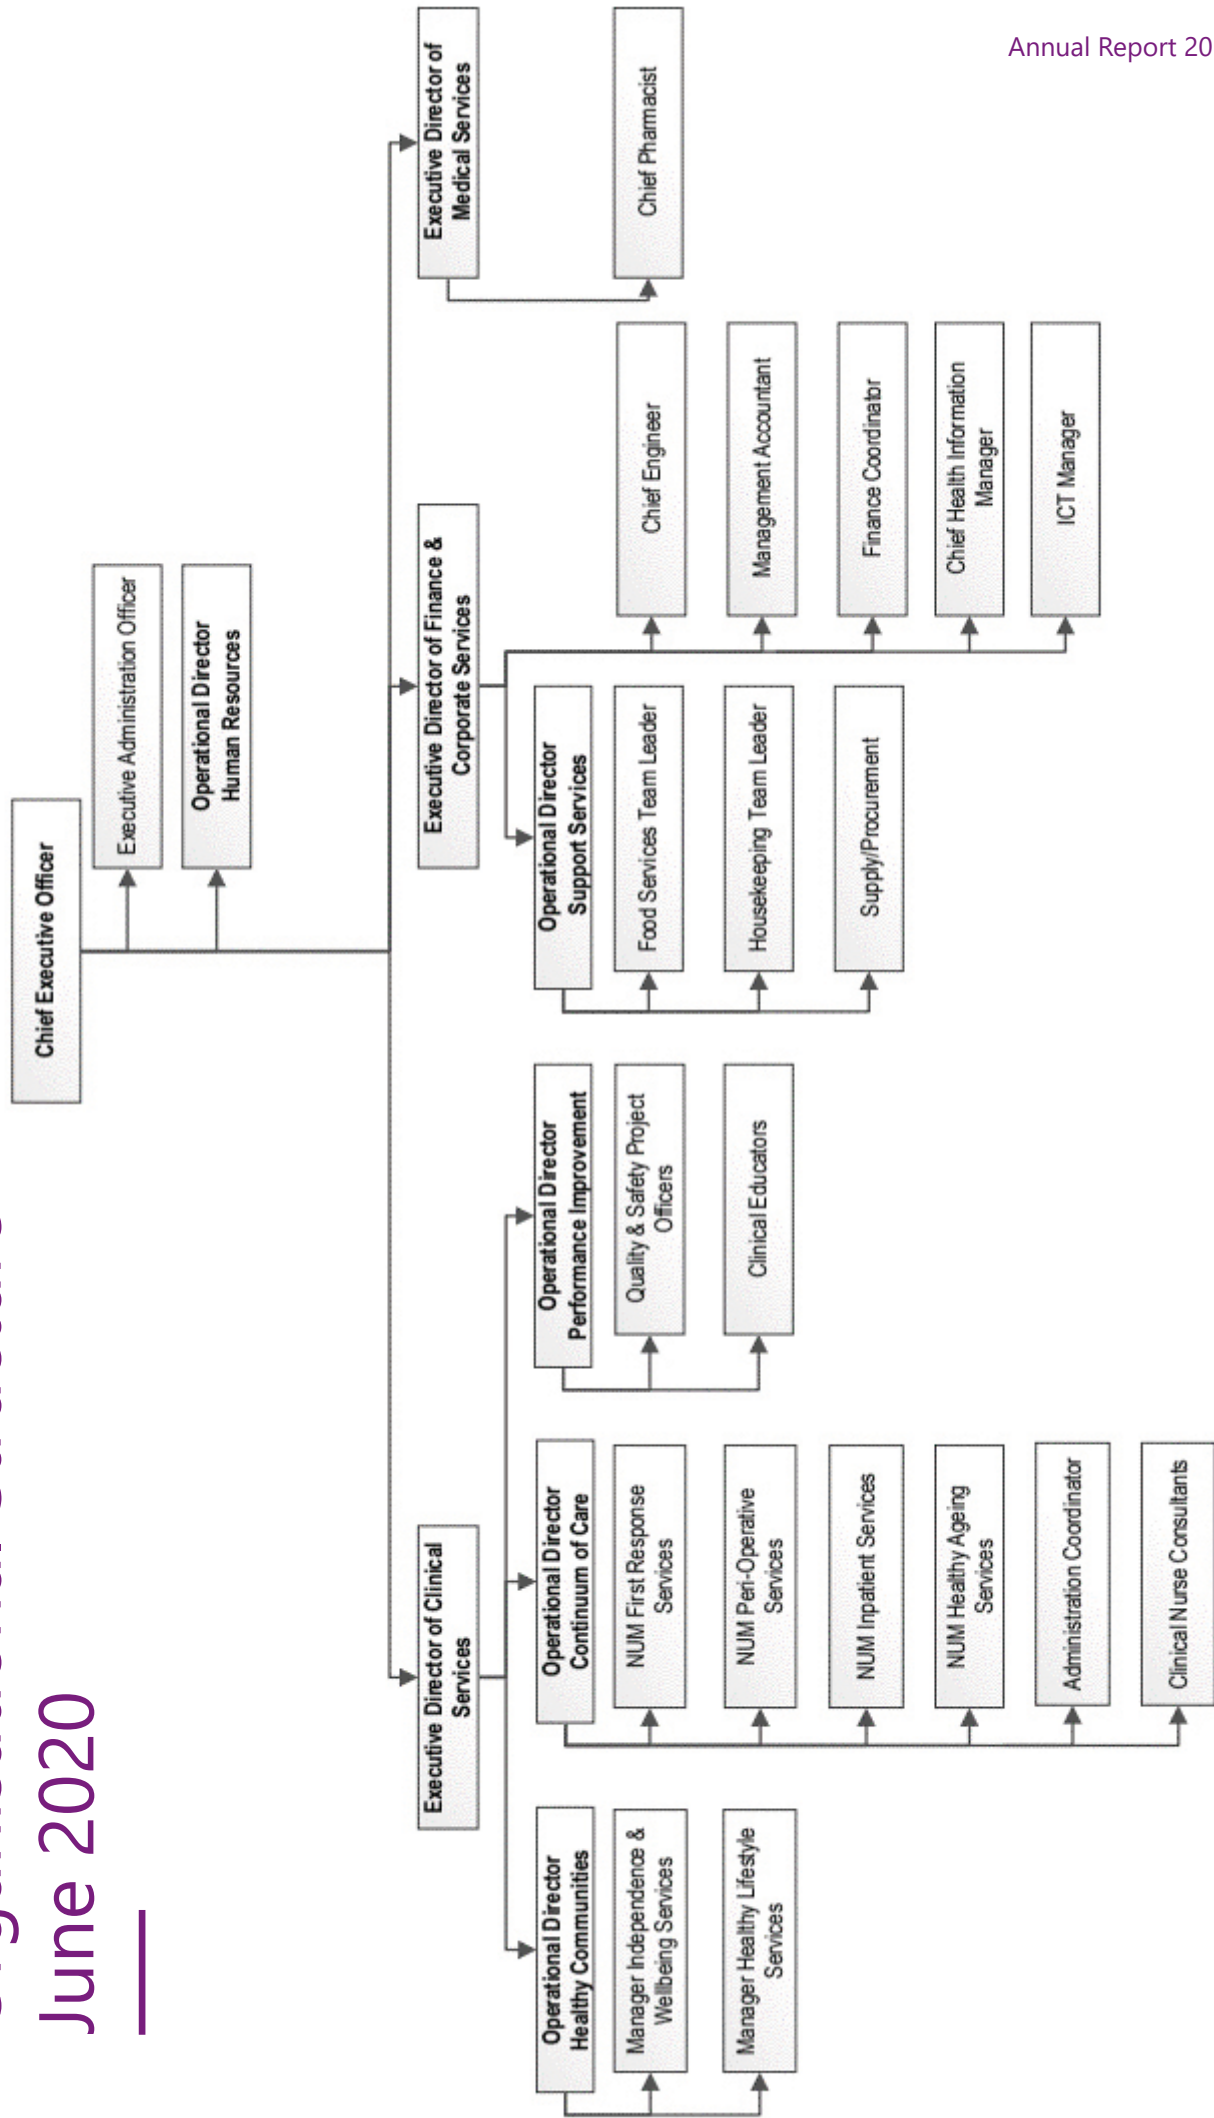 Annual Report 20
June 2020
Chief Executive Officer
Executive Administration Officer
Operational Director
Human Resources
Executive Director of Clinical
Services
Executive Director of Finance &
Corporate Services
Executive Director of
Medical Services
Operational Director
Healthy Communities
Manager Independence &
Wellbeing Services
Manager Healthy Lifestyle
Services
Operational Director
Continuum of Care
NUM First Response
Services
NUM Peri-Operative
Services
NUM Inpatient Services
NUM Healthy Ageing
Services
Administration Coordinator
Clinical Nurse Consultants
Operational Director
Performance Improvement
Quality & Safety Project
Officers
Clinical Educators
Operational Director
Support Services
Food Services Team Leader
Housekeeping Team Leader
Supply/Procurement
Chief Engineer
Management Accountant
Finance Coordinator
Chief Health Information
Manager
ICT Manager
Chief Pharmacist